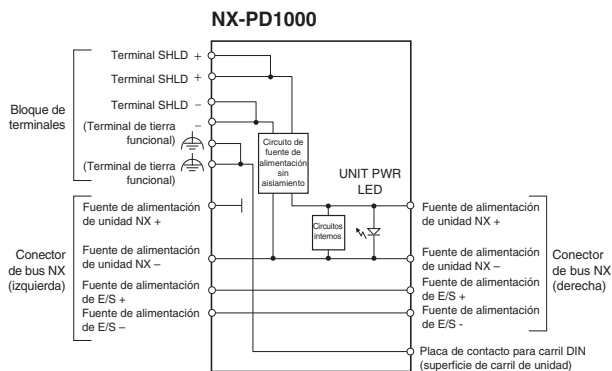 NX-PD1000
Terminal SHLD +
Terminal SHLD +
Terminal SHLD −
(Terminal de tierra −
funcional)
(Terminal de tierra
funcional)
Bloque de
terminales
Circuito de
fuente de
alimentación
sin
aislamiento
UNIT PWR
LED
Circuitos
internos
Fuente de alimentación
de unidad NX +
Fuente de alimentación
de unidad NX –
Fuente de alimentación
de E/S +
Fuente de alimentación
de E/S –
Conector
de bus NX
(izquierda)
Fuente de alimentación
de unidad NX +
Fuente de alimentación
de unidad NX –
Fuente de alimentación
de E/S +
Fuente de alimentación
de E/S -
Conector
de bus NX
(derecha)
Placa de contacto para carril DIN
(superficie de carril de unidad)